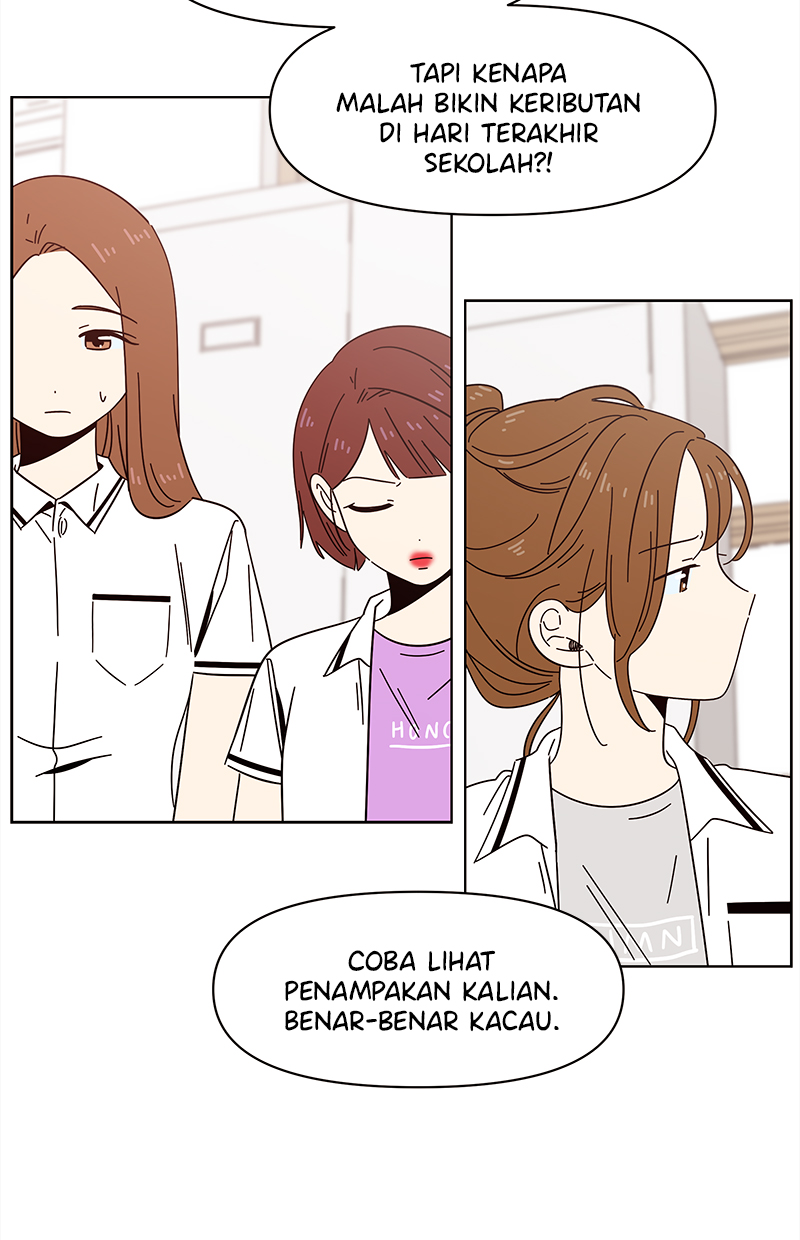 TAPI KENAPA
MALAH BIKIN KERIBUTAN
DI HARI TERAKHIR
SEKOLAH?!
COBA LIHAT
PENAMPAKAN KALIAN.
BENAR-BENAR KACAU.